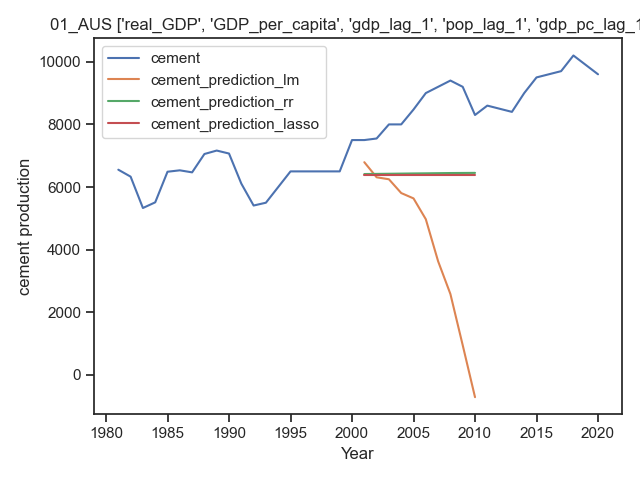 01_AUS ['real_GDP', 'GDP_per_capita', 'gdp_lag_1', 'pop_lag_1', 'gdp_pc_lag_1
cement
cement_prediction_lm
cement_prediction_rr
cement_prediction_lasso
cement production
10000
8000
6000
4000
2000
0
1980 1985 1990 1995 2000 2005 2010 2015 2020
Year